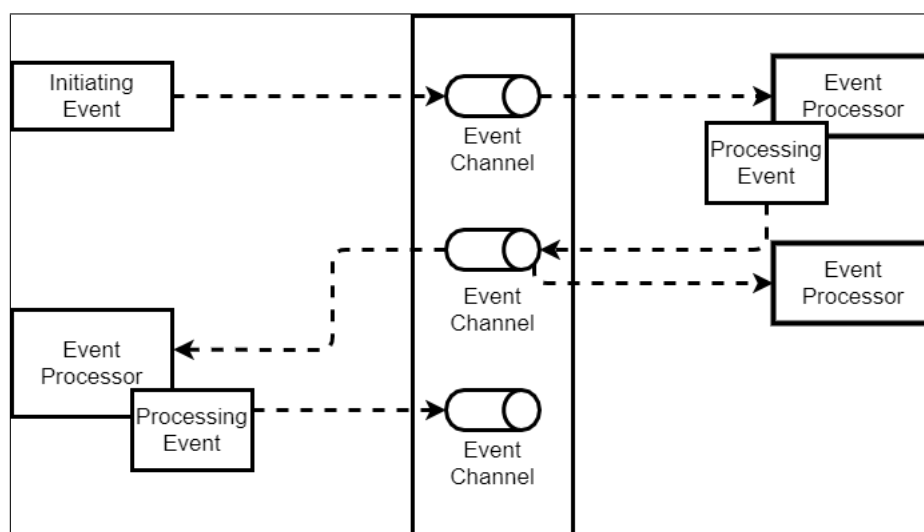 Initiating
Event
Event
Channel
Event
Processor
Processing
Event
Event
Channel
Event
Processor
Event
Processor
Processing
Event
Event
Channel